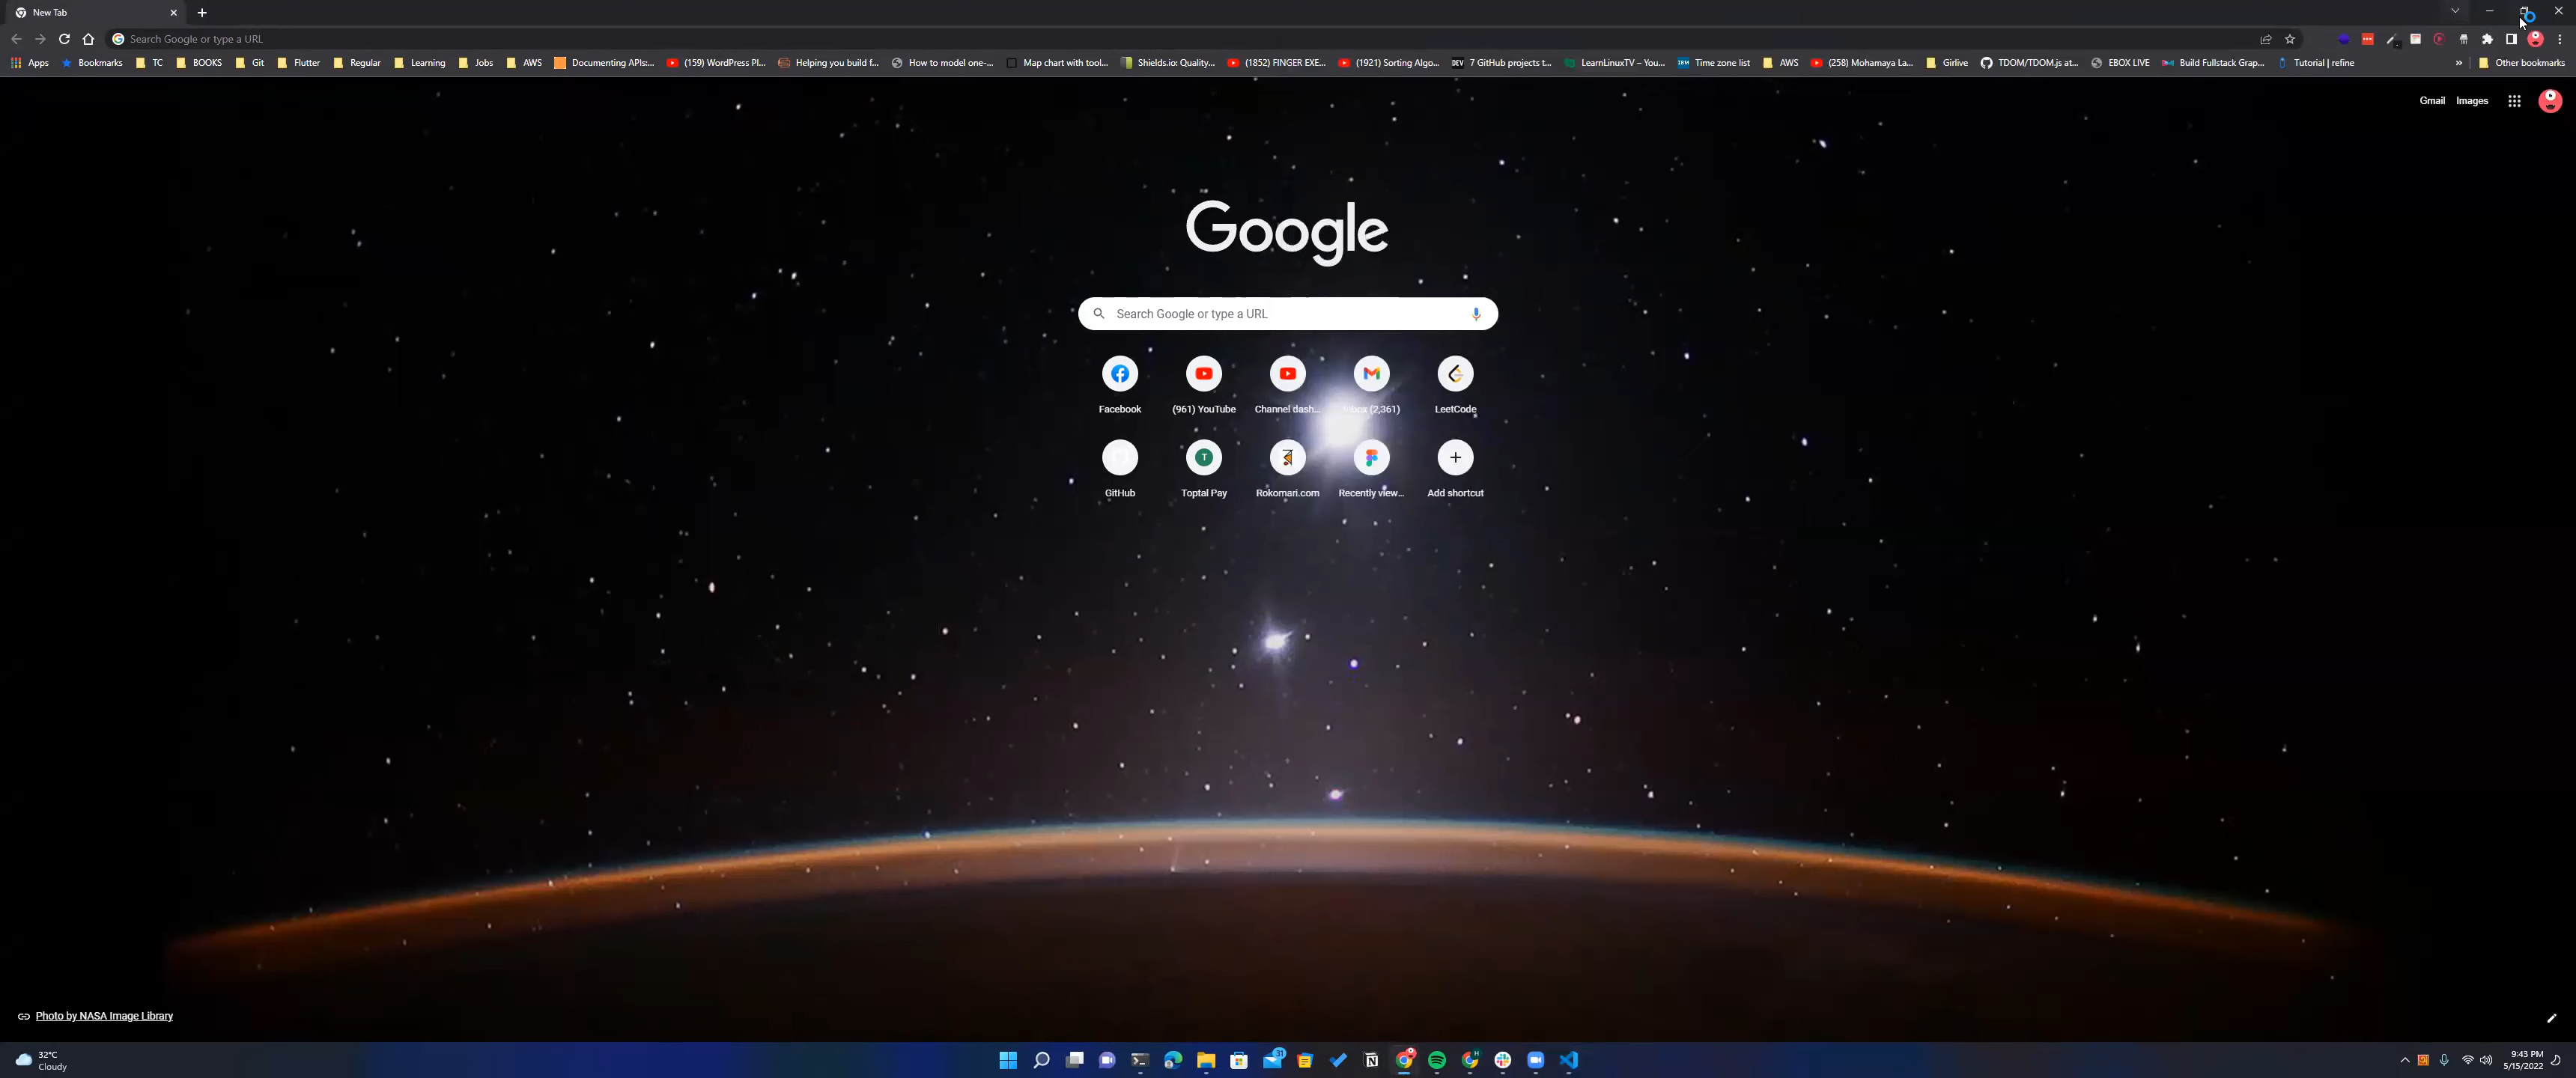 New Tab
Search Google or type a URL
Apps Bookmarks TC BOOKS Git Flutter Regular Learning Jobs AWS Documenting APIs:... (159) WordPress Pl... Helping you build f... How to model one-... Map chart with tool... Shields.io: Quality... (1852) FINGER EXE... (1921) Sorting Algo... DEV 7 GitHub projects t... LearnLinuxTV – You... IBM Time zone list AWS (258) Mohamaya La... Girlive TDOM/TDOM.js at... EBOX LIVE Build Fullstack Grap... Tutorial | refine » Other bookmarks
Gmail Images
Google
Search Google or type a URL
Facebook (961) YouTube Channel dash... (2,361) LeetCode
T
GitHub Toptal Pay Rokomari.com Recently view... Add shortcut
Photo by NASA Image Library
32°C
Cloudy
31
9:43 PM
5/15/2022